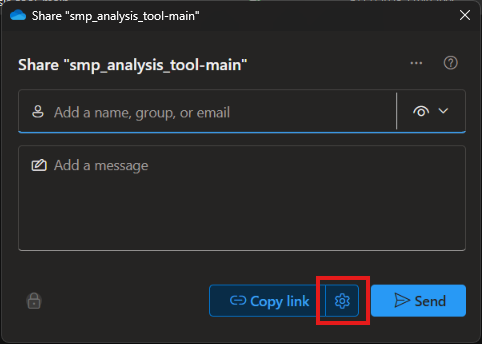 Share "smp_analysis_tool-main"
Share "smp_analysis_tool-main"
Add a name, group, or email
Add a message
Copy link
Send